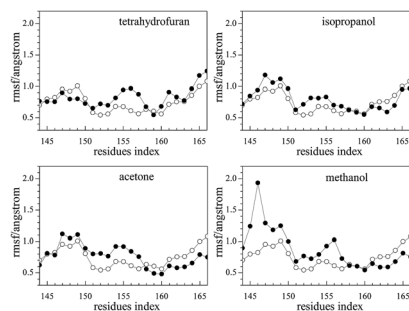 tetrahydrofuran
rmsf/angstrom
2.0
1.5
1.0
0.5
145 150 155 160 165
residues index
isopropanol
rmsf/angstrom
2.0
1.5
1.0
0.5
145 150 155 160 165
residues index
acetone
rmsf/angstrom
2.0
1.5
1.0
0.5
145 150 155 160 165
residues index
methanol
rmsf/angstrom
2.0
1.5
1.0
0.5
145 150 155 160 165
residues index